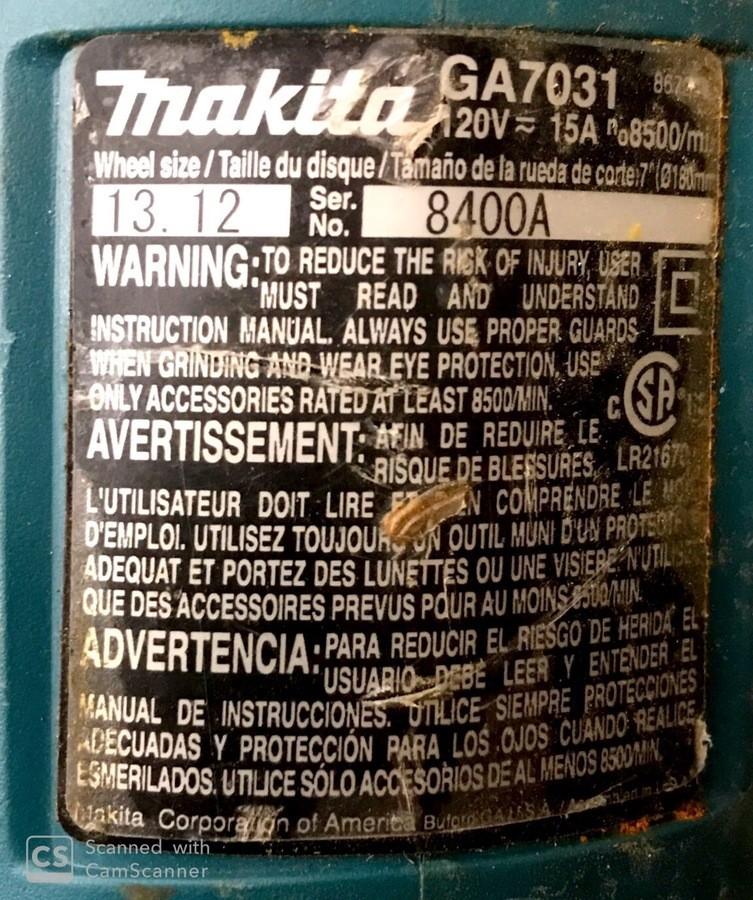 Makita GA7031
120V 15A no8500/m
Wheel size / Taille du disque / Tamaño de la rueda de corte:7"(Ø180mm
13. 12 Ser. No. 8400A
WARNING: TO REDUCE THE RISK OF INJURY, USER
MUST READ AND UNDERSTAND
INSTRUCTION MANUAL. ALWAYS USE PROPER GUARDS
WHEN GRINDING AND WEAR EYE PROTECTION. USE
ONLY ACCESSORIES RATED AT LEAST 8500/MIN.
AVERTISSEMENT: AFIN DE REDUIRE LE
RISQUE DE BLESSURES,
L'UTILISATEUR DOIT LIRE COMPRENDRE LE
D'EMPLOI. UTILISEZ TOUJOURS UN OUTIL MUNI D'UN
ADEQUAT ET PORTEZ DES LUNETTES OU UNE VISIERE.
QUE DES ACCESSOIRES PREVUS POUR AU MOINS 8500/MIN.
ADVERTENCIA: PARA REDUCIR EL RIESGO DE HERIDA, EL
USUARIO DEBE LEER Y ENTENDER EL
MANUAL DE INSTRUCCIONES. UTILICE SIEMPRE PROTECCIONES
ADECUADAS Y PROTECCIÓN PARA LOS OJOS CUANDO REALICE
ESMERILADOS. UTILICE SÓLO ACCESORIOS DE AL MENOS 8500/MIN.
Makita Corporation of America Buford
CS Scanned with
CamScanner